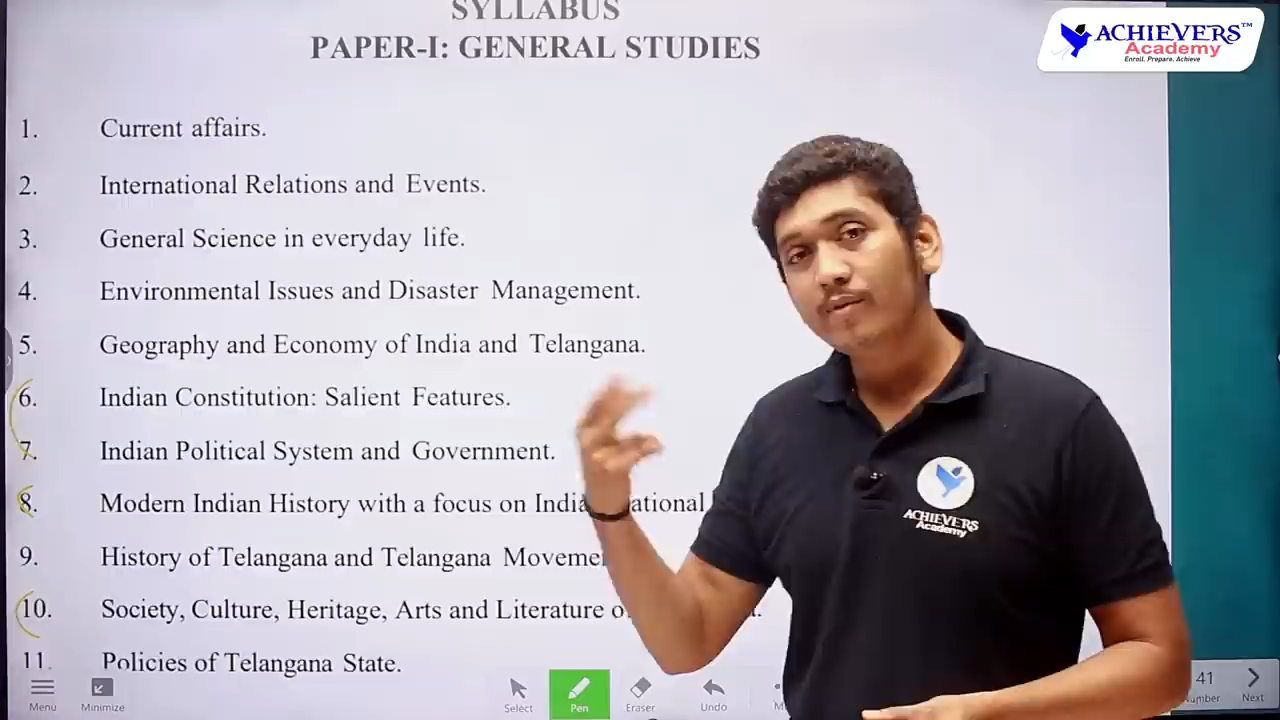 SYLLABUS
PAPER-I: GENERAL STUDIES
ACHIEVERS™
Academy
Enroll. Prepare. Achieve
1. Current affairs.
2. International Relations and Events.
3. General Science in everyday life.
4. Environmental Issues and Disaster Management.
5. Geography and Economy of India and Telangana.
6. Indian Constitution: Salient Features.
7. Indian Political System and Government.
8. Modern Indian History with a focus on
9. History of Telangana and Telangana
10. Society, Culture, Heritage, Arts and Literature
11. Policies of Telangana State.
ACHIEVERS
Academy
Menu
Minimize
Select
Pen
Eraser
Undo
41
Next